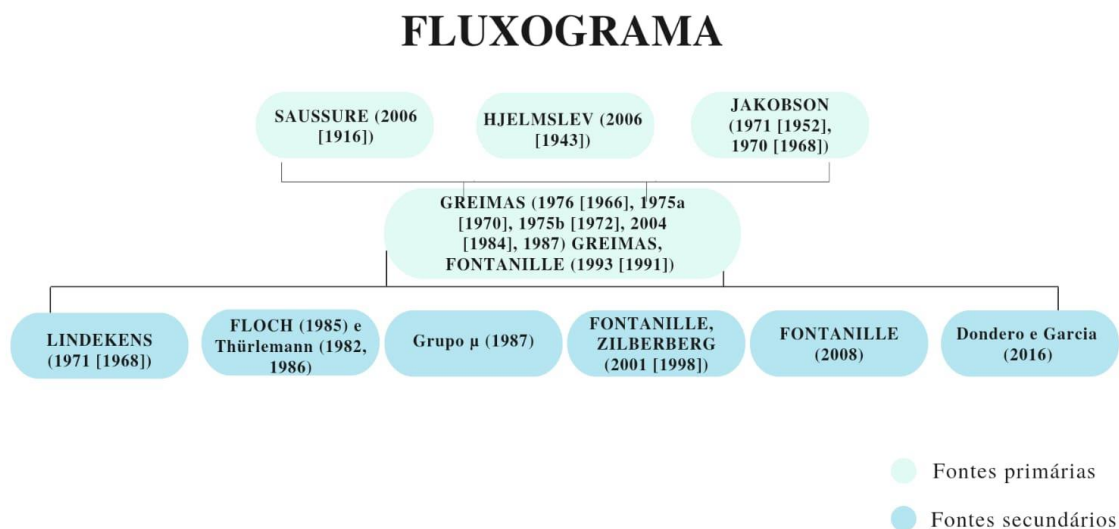 FLUXOGRAMA
SAUSSURE (2006
[1916])
HJELMSLEV (2006
[1943])
JAKOBSON
(1971 [1952],
1970 [1968])
GREIMAS (1976 [1966], 1975a
[1970], 1975b [1972], 2004
[1984], 1987) GREIMAS,
FONTANILLE (1993 [1991])
LINDEKENS
(1971 [1968])
FLOCH (1985) e
Thürlemann (1982,
1986)
Grupo μ (1987)
FONTANILLE,
ZILBERBERG
(2001 [1998])
FONTANILLE
(2008)
Dondero e Garcia
(2016)
Fontes primárias
Fontes secundários